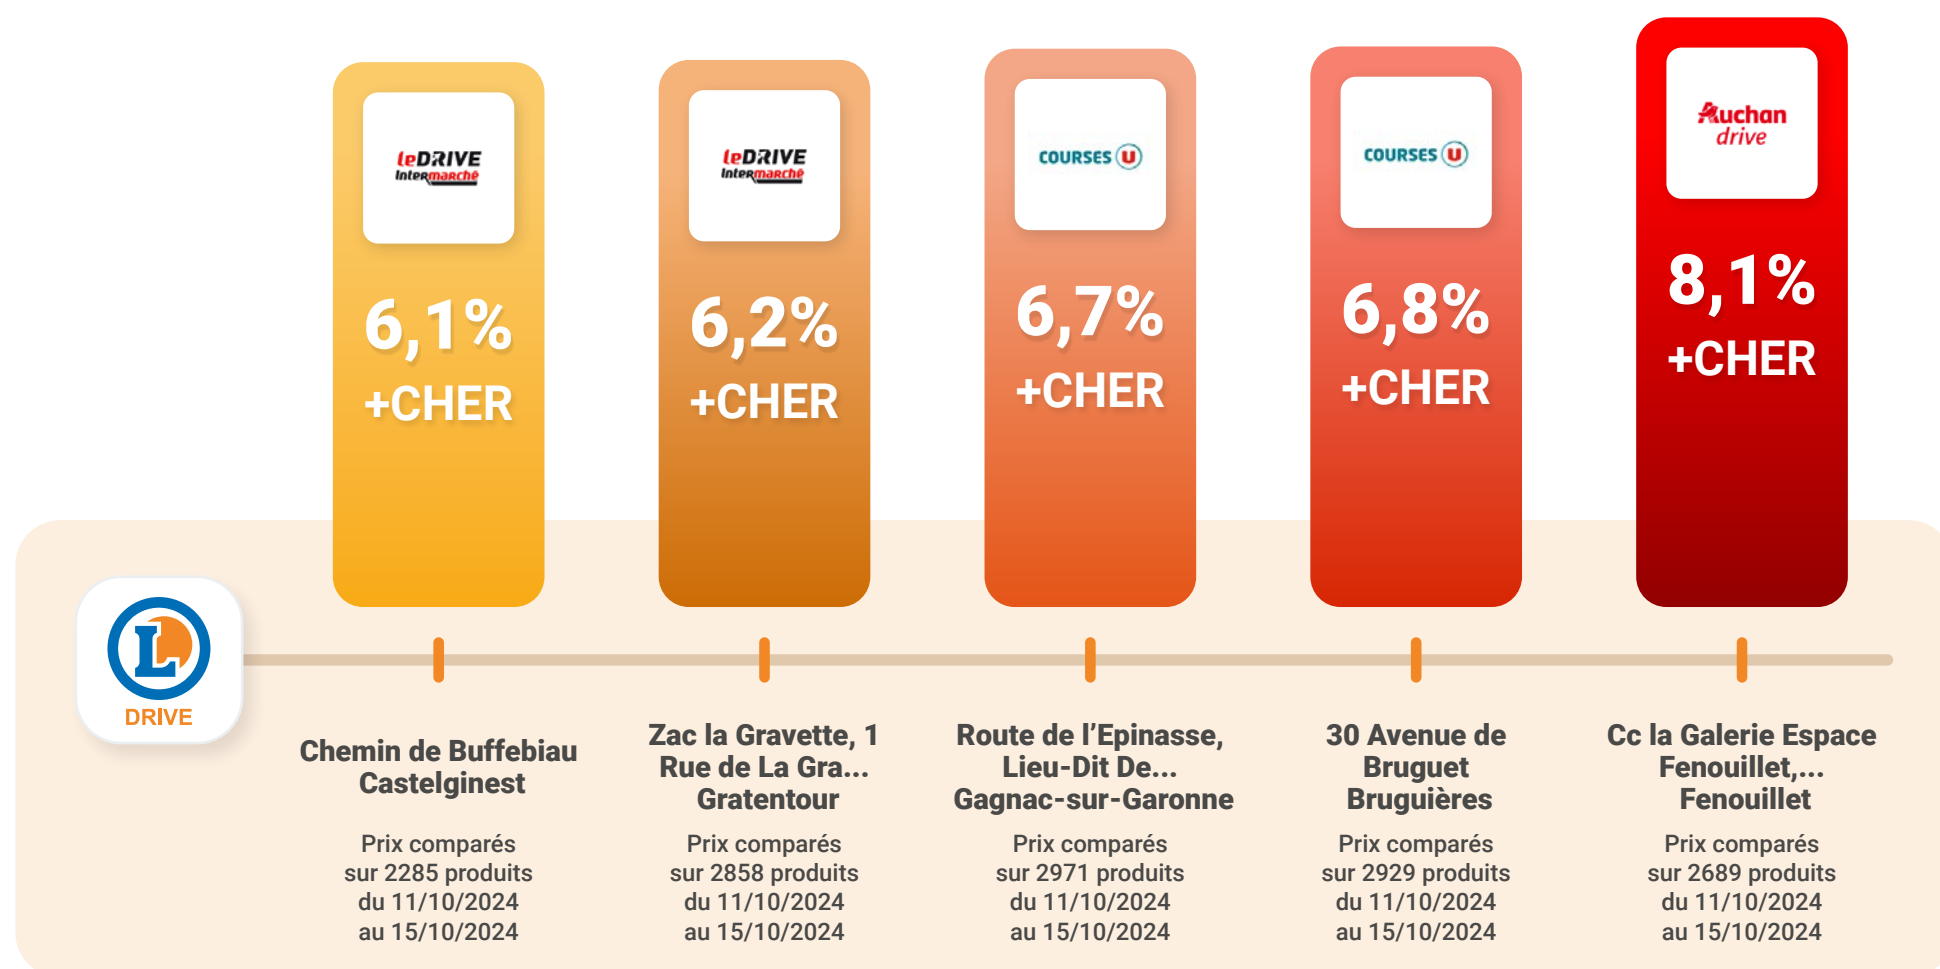 leDRIVE
Intermarché
6,1%
+CHER
leDRIVE
Intermarché
6,2%
+CHER
COURSES U
6,7%
+CHER
COURSES U
6,8%
+CHER
Auchan
drive
8,1%
+CHER
L
DRIVE
Chemin de Buffebiau
Castelginest
Prix comparés
sur 2285 produits
du 11/10/2024
au 15/10/2024
Zac la Gravette, 1
Rue de La Gra...
Gratentour
Prix comparés
sur 2858 produits
du 11/10/2024
au 15/10/2024
Route de l’Epinasse,
Lieu-Dit De...
Gagnac-sur-Garonne
Prix comparés
sur 2971 produits
du 11/10/2024
au 15/10/2024
30 Avenue de
Bruguet
Bruguières
Prix comparés
sur 2929 produits
du 11/10/2024
au 15/10/2024
Cc la Galerie Espace
Fenouillet,...
Fenouillet
Prix comparés
sur 2689 produits
du 11/10/2024
au 15/10/2024